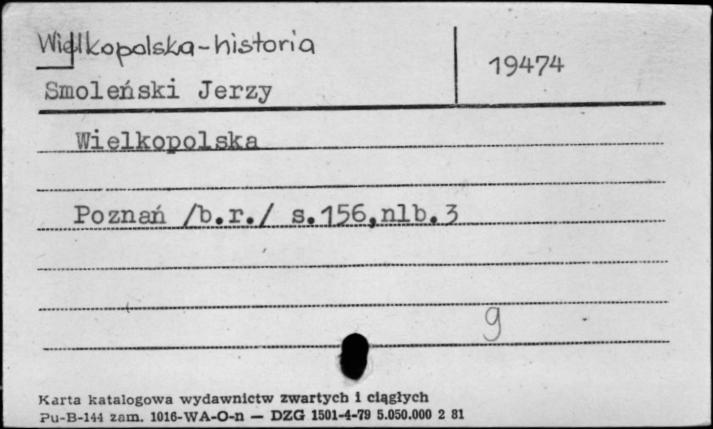 Wielkopolska-historia
19474
Smoleński Jerzy
Wielkopolska
Poznań /b.r./ s.156,nlb.3
9
Karta katalogowa wydawnictw zwartych i ciągłych
Pu-B-144 zam. 1016-WA-O-n — DZG 1501-4-79 5.050.000 2 81